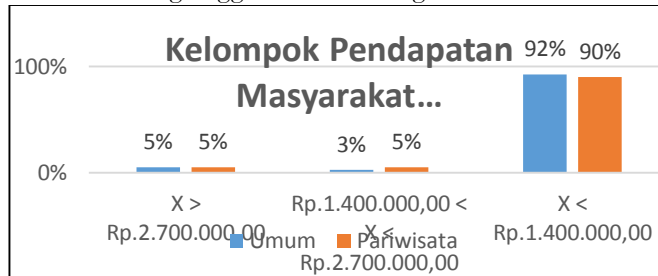 Kelompok Pendapatan
Masyarakat...
100%
0%
5% 5%
3% 5%
92% 90%
X >
Rp.2.700.000,00
Rp.1.400.000,00 <
X <
Rp.2.700.000,00
X <
Rp.1.400.000,00
Umum Pariwisata